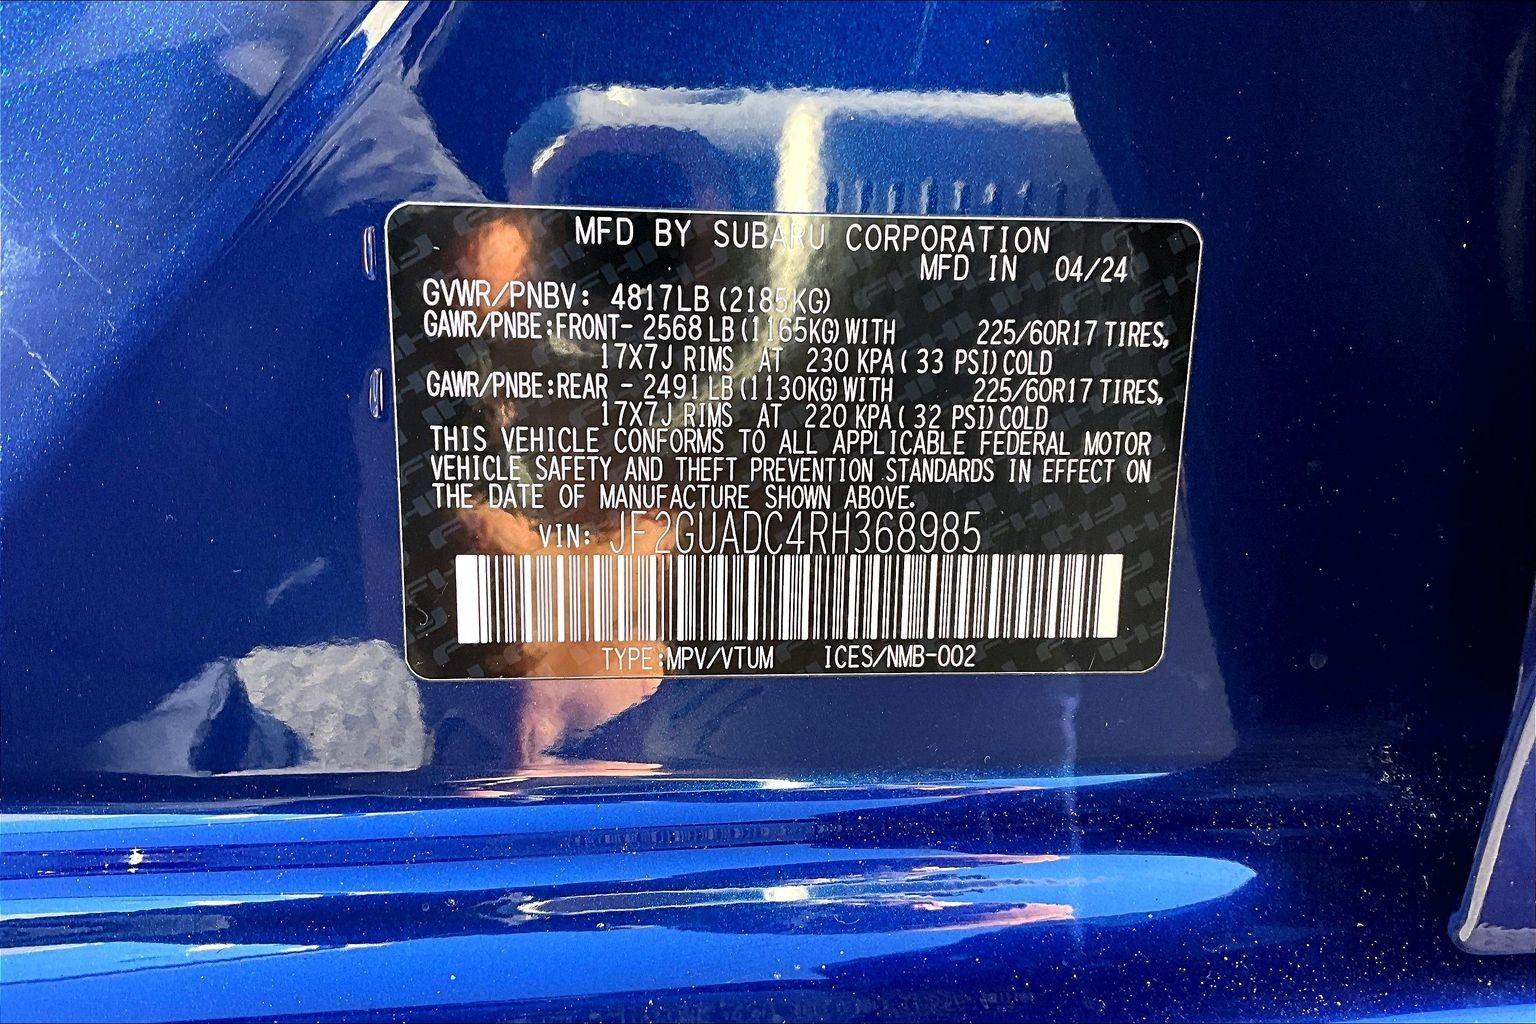 MFD BY SUBARU CORPORATION
MFD IN 04/24
GVWR/PNBV: 4817LB (2185KG)
GAWR/PNBE:FRONT- 2568 LB (1165KG) WITH 225/60R17 TIRES,
17X7J RIMS AT 230 KPA ( 33 PSI) COLD
GAWR/PNBE:REAR - 2491 LB (1130KG) WITH 225/60R17 TIRES,
17X7J RIMS AT 220 KPA ( 32 PSI) COLD
THIS VEHICLE CONFORMS TO ALL APPLICABLE FEDERAL MOTOR
VEHICLE SAFETY AND THEFT PREVENTION STANDARDS IN EFFECT ON
THE DATE OF MANUFACTURE SHOWN ABOVE.
VIN: JF2GUADC4RH368985
TYPE:MPV/VTUM ICES/NMB-002